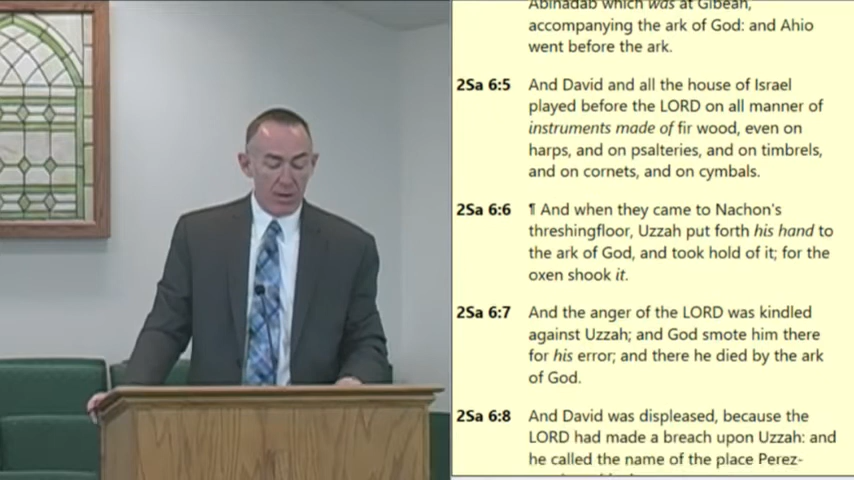 Abinadab which was at Gibeah,
accompanying the ark of God: and Ahio
went before the ark.
2Sa 6:5 And David and all the house of Israel
played before the LORD on all manner of
instruments made of fir wood, even on
harps, and on psalteries, and on timbrels,
and on cornets, and on cymbals.
2Sa 6:6 ¶ And when they came to Nachon's
threshingfloor, Uzzah put forth his hand to
the ark of God, and took hold of it; for the
oxen shook it.
2Sa 6:7 And the anger of the LORD was kindled
against Uzzah; and God smote him there
for his error; and there he died by the ark
of God.
2Sa 6:8 And David was displeased, because the
LORD had made a breach upon Uzzah: and
he called the name of the place Perez-